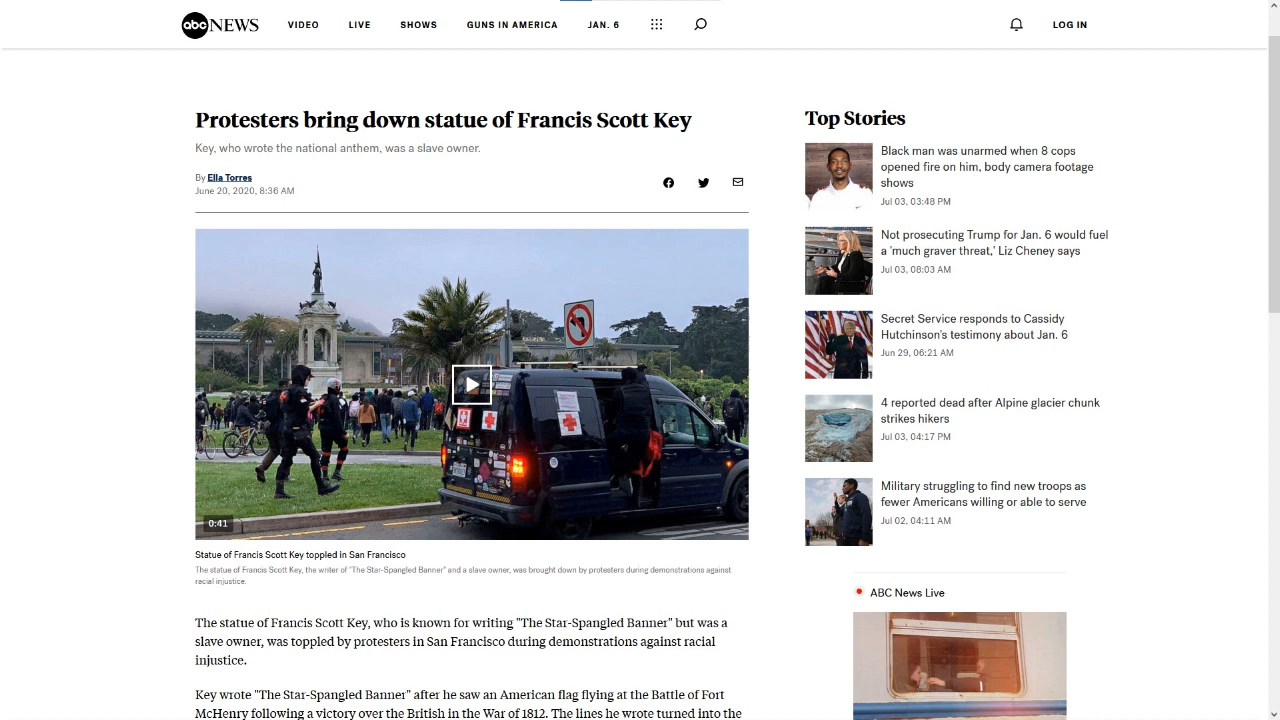 abc NEWS
VIDEO
LIVE
SHOWS
GUNS IN AMERICA
JAN. 6
LOG IN
Protesters bring down statue of Francis Scott Key
Key, who wrote the national anthem, was a slave owner.
By Ella Torres
June 20, 2020, 8:36 AM
0:41
Statue of Francis Scott Key toppled in San Francisco
The statue of Francis Scott Key, the writer of "The Star-Spangled Banner" and a slave owner, was brought down by protesters during demonstrations against
racial injustice.
The statue of Francis Scott Key, who is known for writing "The Star-Spangled Banner" but was a
slave owner, was toppled by protesters in San Francisco during demonstrations against racial
injustice.
Key wrote "The Star-Spangled Banner" after he saw an American flag flying at the Battle of Fort
McHenry following a victory over the British in the War of 1812. The lines he wrote turned into the
Top Stories
Black man was unarmed when 8 cops
opened fire on him, body camera footage
shows
Jul 03, 03:48 PM
Not prosecuting Trump for Jan. 6 would fuel
a 'much graver threat,' Liz Cheney says
Jul 03, 08:03 AM
Secret Service responds to Cassidy
Hutchinson's testimony about Jan. 6
Jun 29, 06:21 AM
4 reported dead after Alpine glacier chunk
strikes hikers
Jul 03, 04:17 PM
Military struggling to find new troops as
fewer Americans willing or able to serve
Jul 02, 04:11 AM
ABC News Live